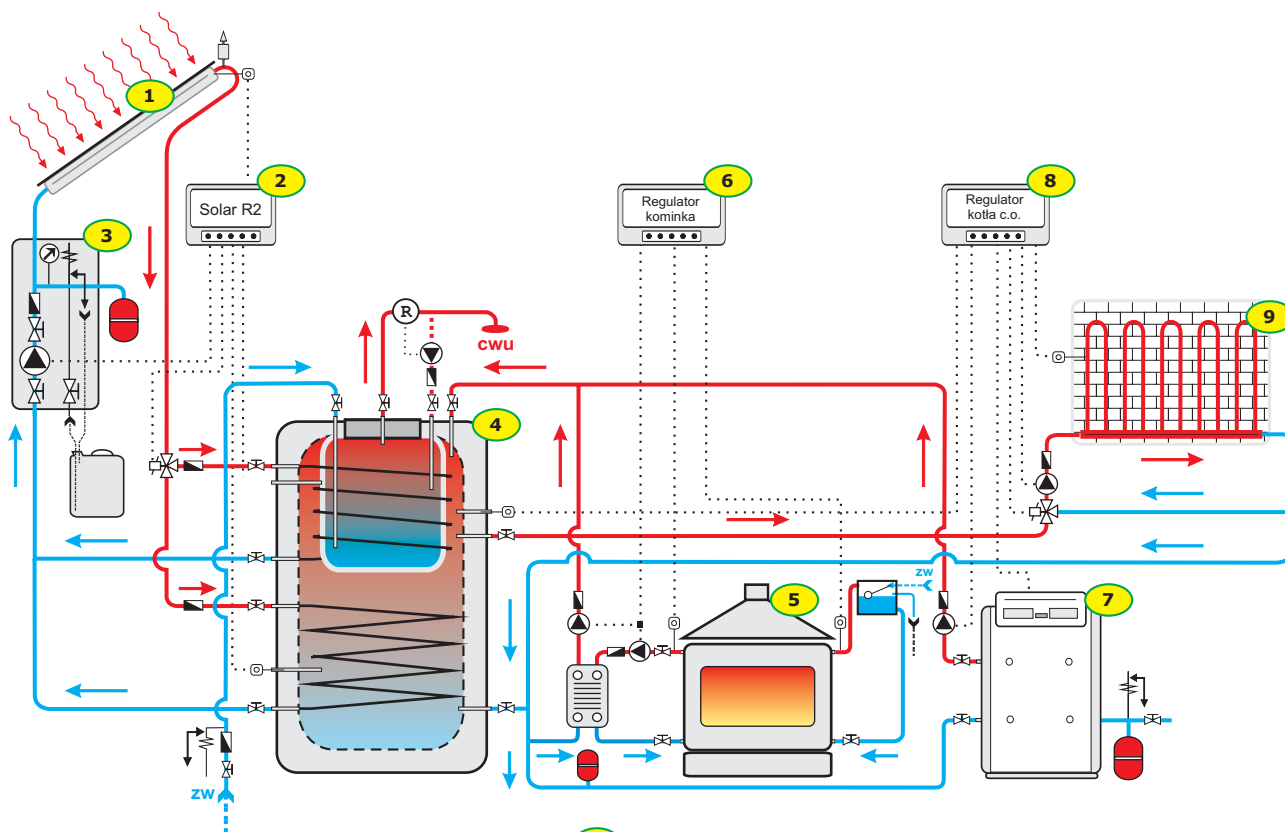 1
2
Solar R2
3
6
Regulator
kominka
8
Regulator
kotła c.o.
9
R
cwu
4
5
zw
7
zw